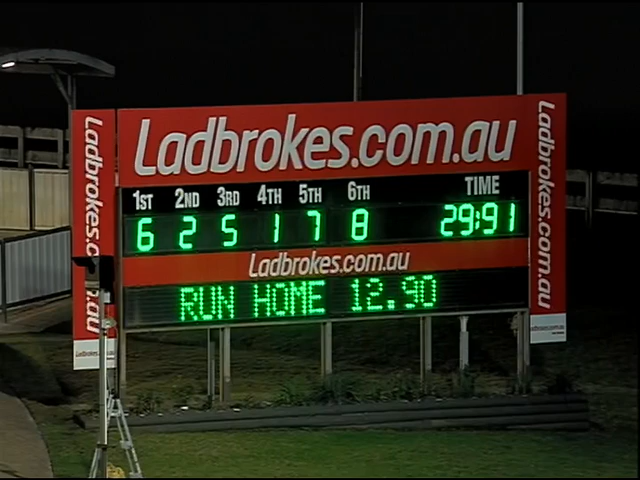 Ladbrokes.com.au
1ST 2ND 3RD 4TH 5TH 6TH TIME
6 2 5 1 7 8 29:91
Ladbrokes.com.au
RUN HOME 12.90
Ladbrokes.c au
Ladbrokes.com.au